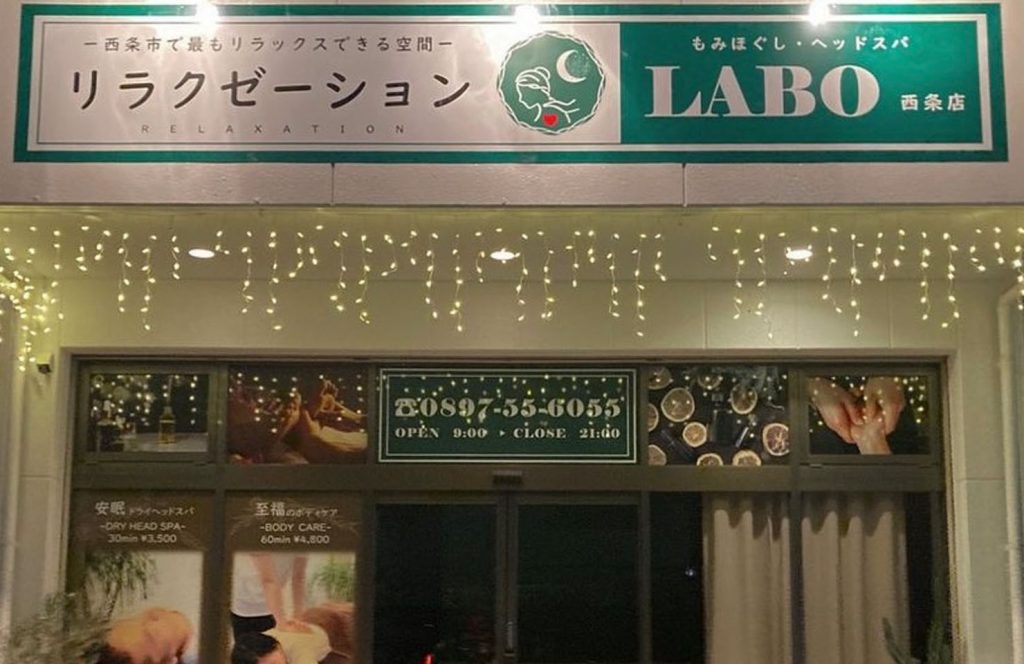 ー西条市で最もリラックスできる空間ー
リラクゼーション
RELAXATION
もみほぐし・ヘッドスパ
LABO 西条店
☎0897-55-6055
OPEN 9:00 ▸ CLOSE 21:00
安眠ドライヘッドスパ
~DRY HEAD SPA~
30min ¥3,500
至福のボディケア
~BODY CARE~
60min ¥4,800